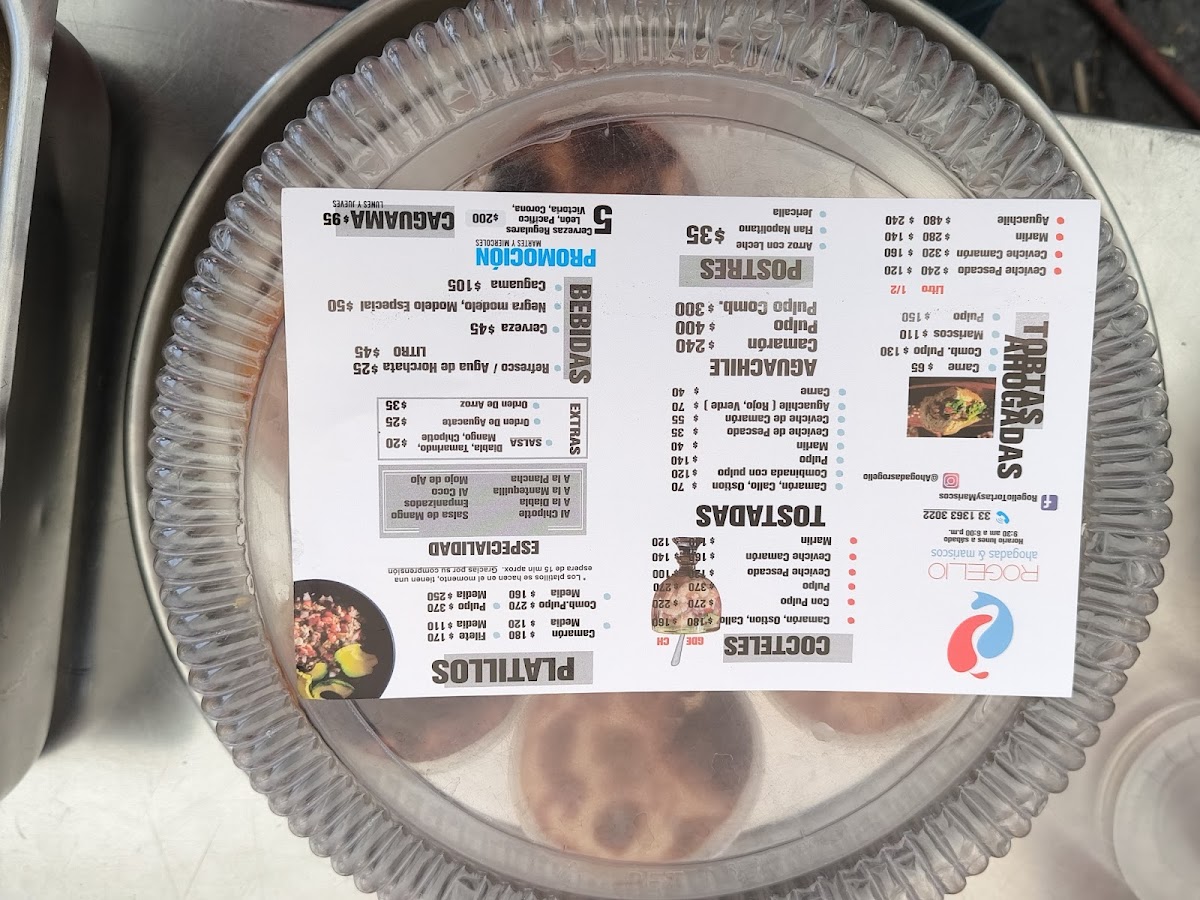 ROGELIO
ahogadas & mariscos
Horario lunes a sábado
9:30 am a 6:00 p.m.
33 1363 3022
RogelioTortasyMariscos
@Ahogadasrogelio
TORTAS
AHOGADAS
Carne $ 65
Comb. Pulpo $ 130
Mariscos $ 110
Pulpo $ 150
Litro 1/2
Ceviche Pescado $ 240 $ 120
Ceviche Camarón $ 320 $ 160
Marlin $ 280 $ 140
Aguachile $ 480 $ 240
COCTELES
GDE CH
Camarón, Ostion, Callo $ 180 $ 160
Con Pulpo $ 270 $ 220
Pulpo $ 370 $ 270
Ceviche Pescado $ 100
Ceviche Camarón $ 160 $ 140
Marlin $ 120
TOSTADAS
Camarón, Callo, Ostion $ 70
Combinada con pulpo $ 120
Pulpo $ 140
Marlin $ 40
Ceviche de Pescado $ 35
Ceviche de Camarón $ 55
Aguachile ( Rojo, Verde ) $ 70
Carne $ 40
AGUACHILE
Camarón $ 240
Pulpo $ 400
Pulpo Comb. $ 300
POSTRES
Arroz con Leche
Flan Napolitano
Jericalla
$35
PLATILLOS
Camarón $ 180
Media $ 120
Filete $ 170
Media $ 110
Comb.Pulpo $ 270
Media $ 160
Pulpo $ 370
Media $ 250
* Los platillos se hacen en el momento, tienen una
espera de 15 min aprox. Gracias por su comprensión
ESPECIALIDAD
Al Chipotle Salsa de Mango
A la Diabla Empanizados
A la Mantequilla Al Coco
A la Plancha Mojo de Ajo
EXTRAS
SALSA Diabla, Tamarindo,
Mango, Chipotle $20
Orden De Aguacate $25
Orden De Arroz $35
BEBIDAS
Refresco / Agua de Horchata $25
LITRO $45
Cerveza $45
Negra modelo, Modelo Especial $50
Caguama $105
PROMOCIÓN
MARTES Y MIERCOLES
5 Cervezas Regulares
León, Pacífico
Victoria, Corona,
$200
CAGUAMA $95
LUNES Y JUEVES